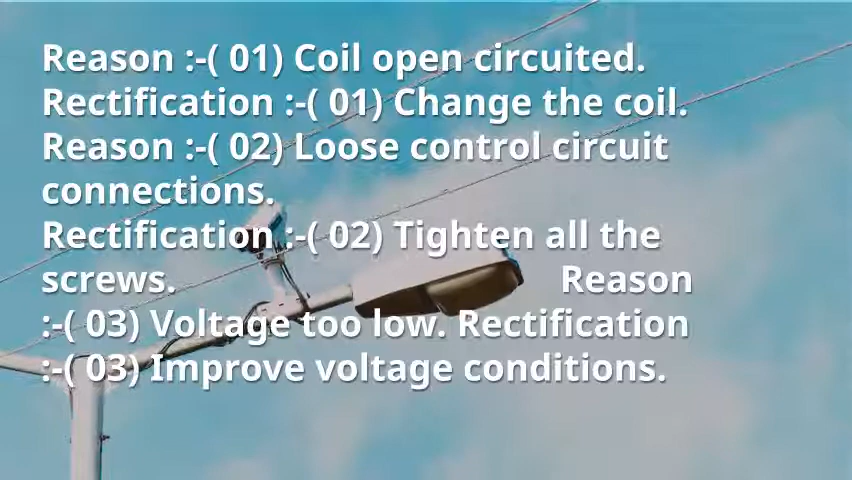 Reason :-( 01) Coil open circuited.
Rectification :-( 01) Change the coil.
Reason :-( 02) Loose control circuit
connections.
Rectification :-( 02) Tighten all the
screws. Reason
:-( 03) Voltage too low. Rectification
:-( 03) Improve voltage conditions.